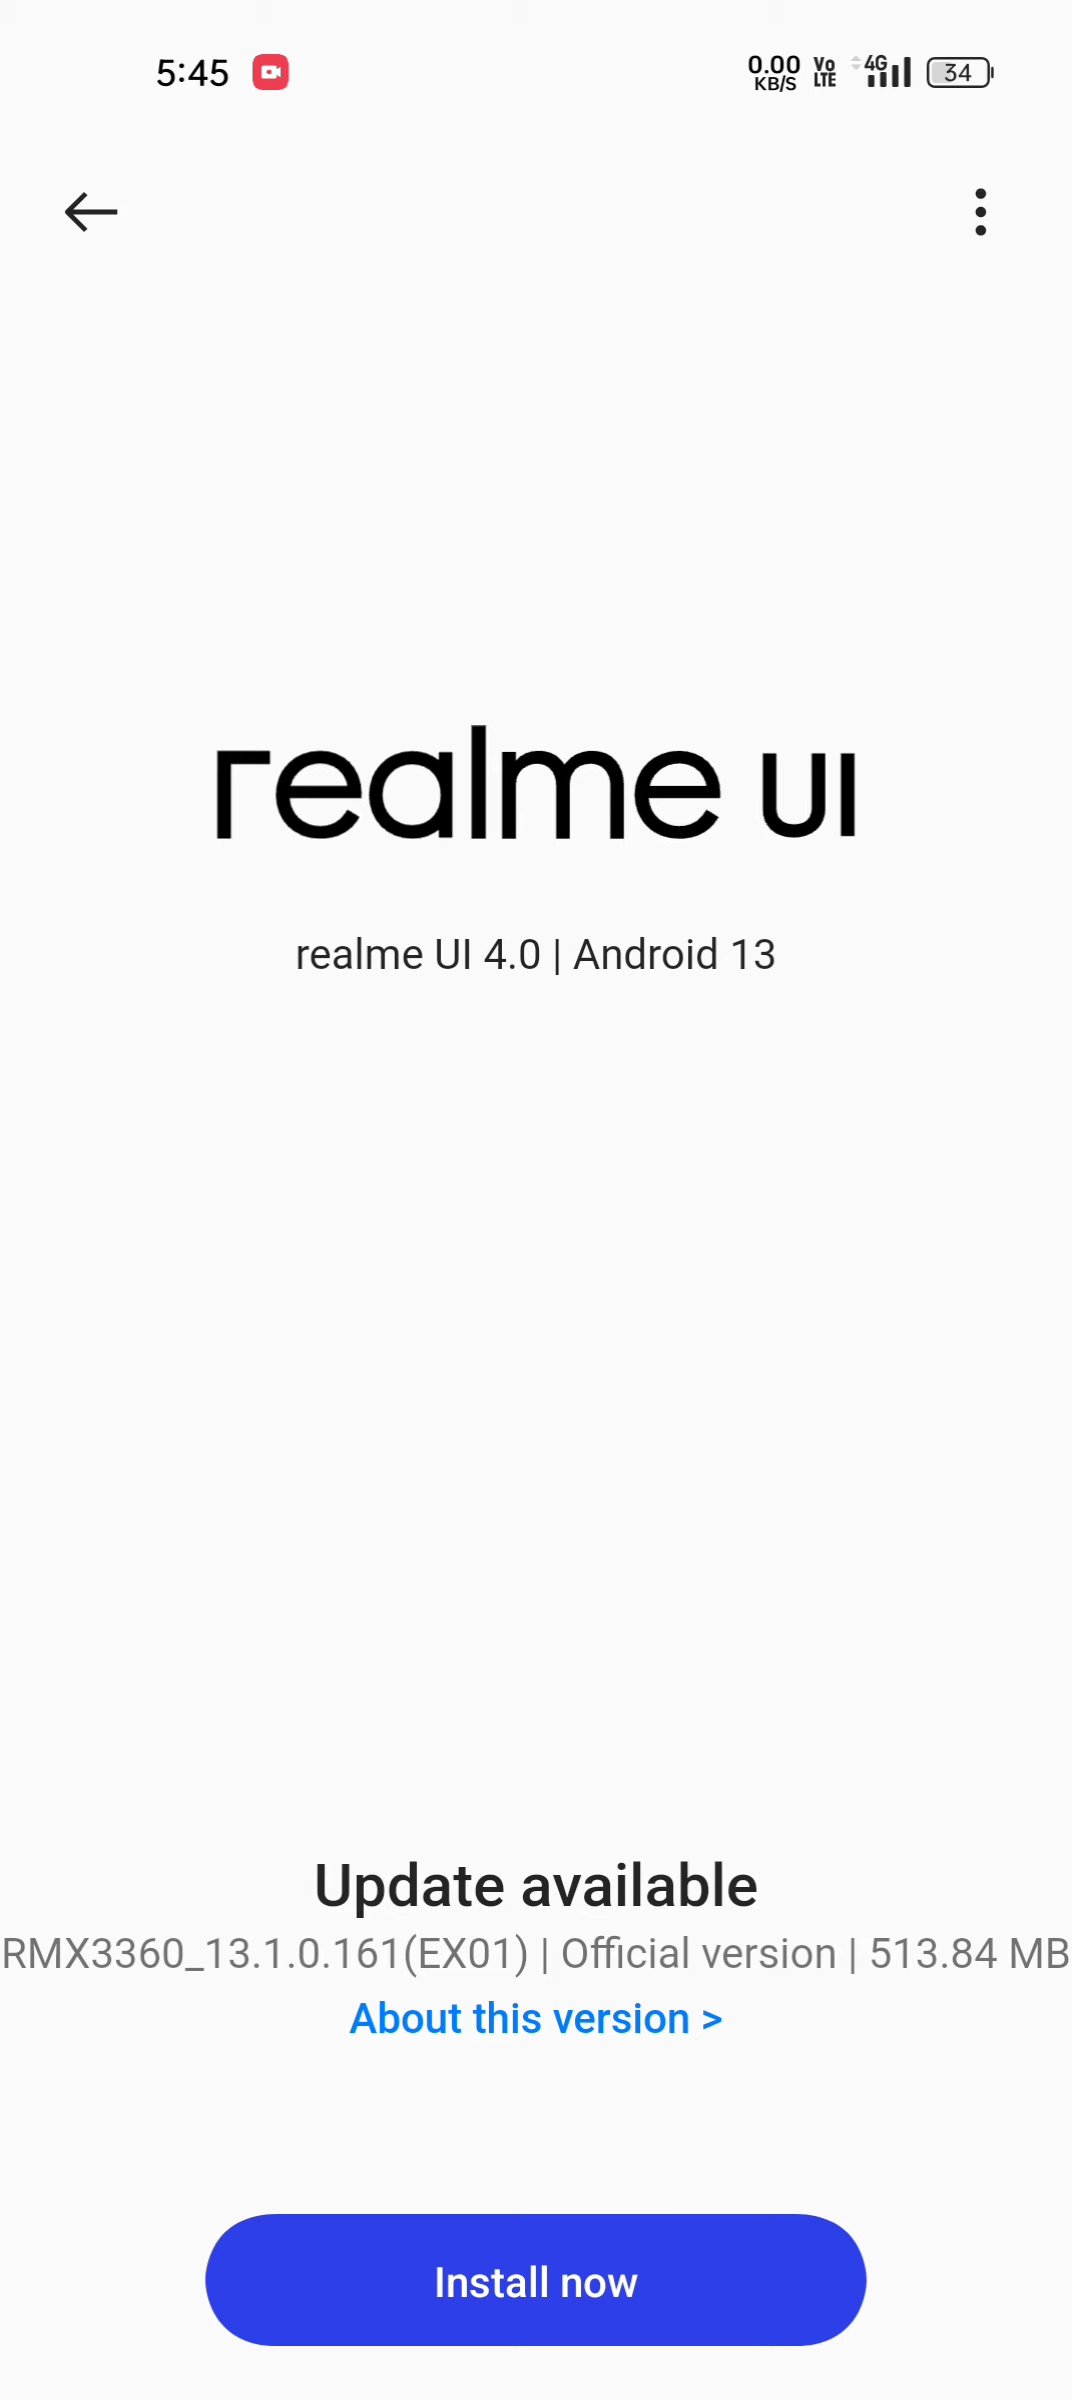 5:45 0.00 KB/S Vo LTE 4G 34
realme UI
realme UI 4.0 | Android 13
Update available
RMX3360_13.1.0.161(EX01) | Official version | 513.84 MB
About this version >
Install now